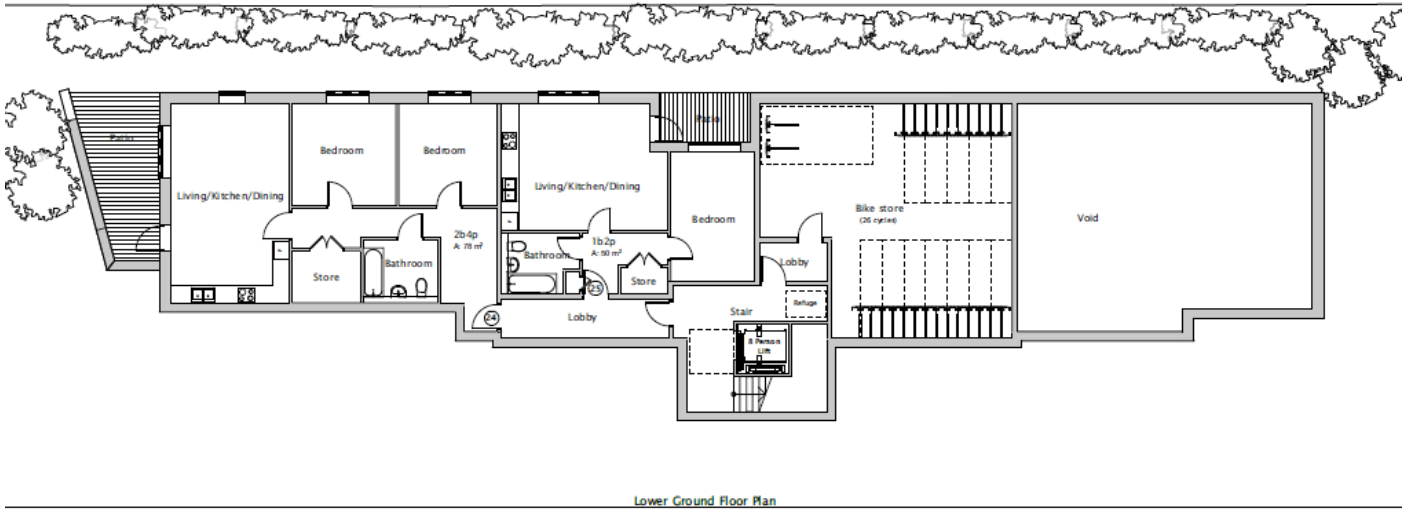 Patio
Living/Kitchen/Dining
Bedroom
Bedroom
Store
Bathroom
2b4p
A: 78 m²
24
Living/Kitchen/Dining
Patio
Bedroom
Bathroom
1b2p
A: 50 m²
Store
25
Lobby
Stair
8 Person
Lift
Refuge
Lobby
Bike store
(26 cycles)
Void
Lower Ground Floor Plan